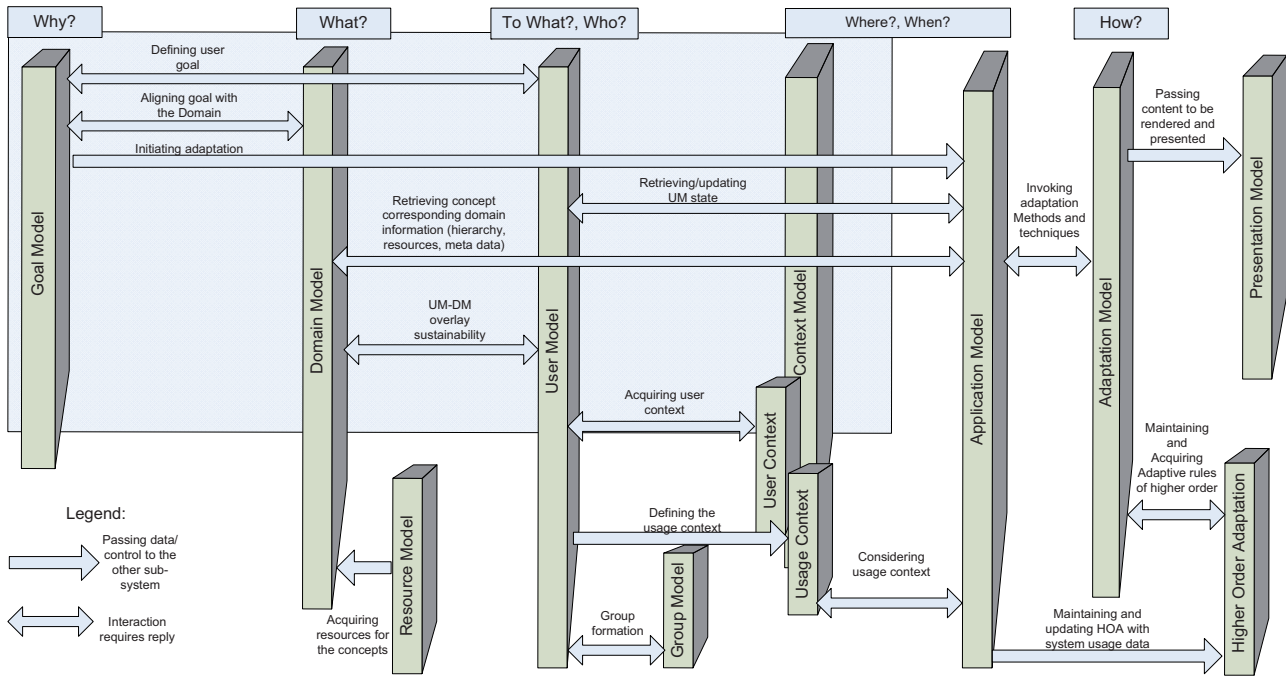 Why?
What?
To What?, Who?
Where?, When?
How?
Defining user
goal
Aligning goal with
the Domain
Initiating adaptation
Retrieving/updating
UM state
Retrieving concept
corresponding domain
information (hierarchy,
resources, meta data)
UM-DM
overlay
sustainability
Acquiring user
context
Defining the
usage context
Group
formation
Considering
usage context
Acquiring
resources for
the concepts
Invoking
adaptation
Methods and
techniques
Passing
content to be
rendered and
presented
Maintaining
and
Acquiring
Adaptive rules
of higher order
Maintaining and
updating HOA with
system usage data
Goal Model
Domain Model
Resource Model
User Model
Group Model
User Context
Context Model
Usage Context
Application Model
Adaptation Model
Presentation Model
Higher Order Adaptation
Legend:
Passing data/
control to the
other sub-
system
Interaction
requires reply